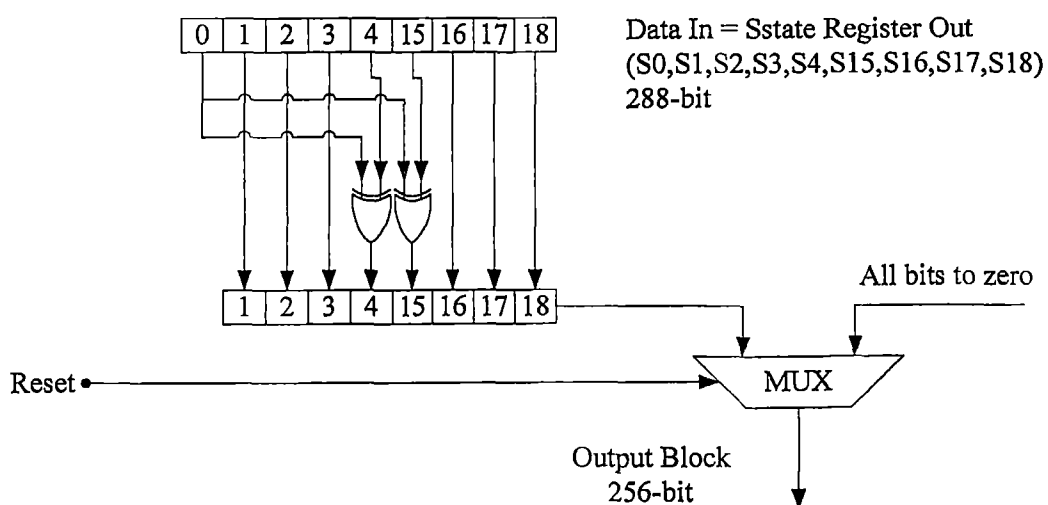 0 1 2 3 4 15 16 17 18
Data In = Sstate Register Out
(S0,S1,S2,S3,S4,S15,S16,S17,S18)
288-bit
All bits to zero
1 2 3 4 15 16 17 18
Reset
MUX
Output Block
256-bit